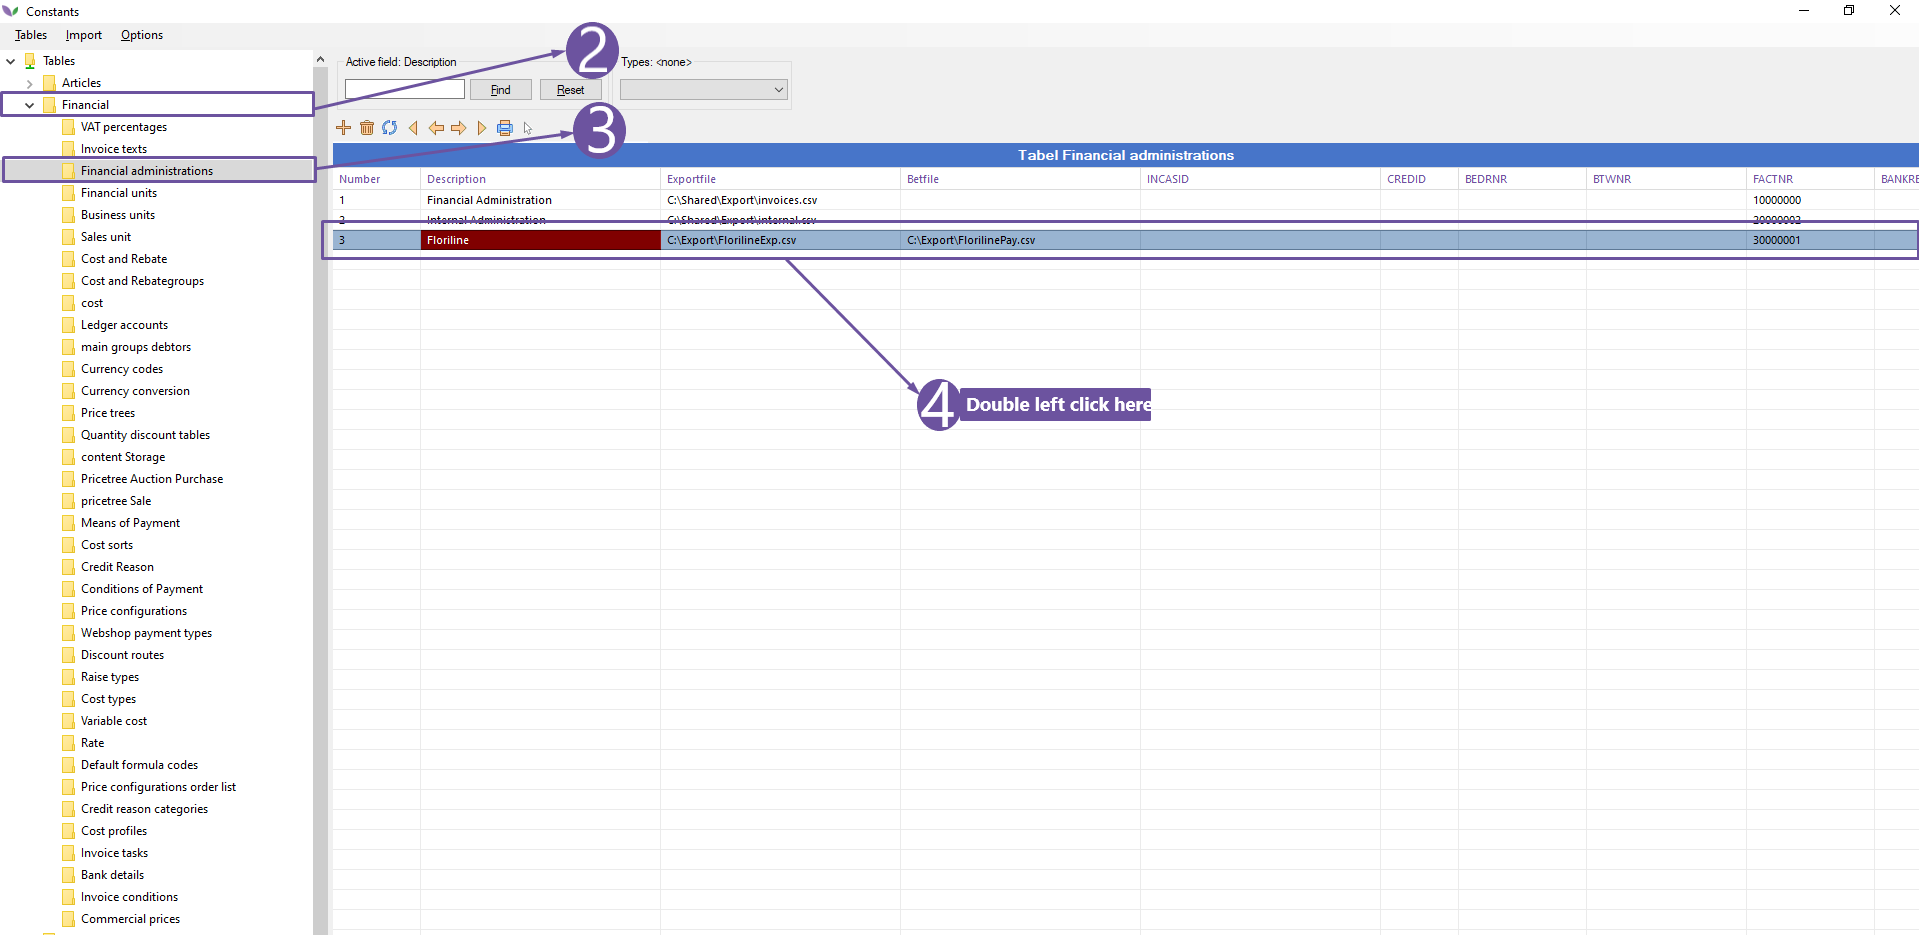 Constants
Tables Import Options
Tables
Articles
Financial
VAT percentages
Invoice texts
Financial administrations
Financial units
Business units
Sales unit
Cost and Rebate
Cost and Rebategroups
cost
Ledger accounts
main groups debtors
Currency codes
Currency conversion
Price trees
Quantity discount tables
content Storage
Pricetree Auction Purchase
pricetree Sale
Means of Payment
Cost sorts
Credit Reason
Conditions of Payment
Price configurations
Webshop payment types
Discount routes
Raise types
Cost types
Variable cost
Rate
Default formula codes
Price configurations order list
Credit reason categories
Cost profiles
Invoice tasks
Bank details
Invoice conditions
Commercial prices
Active field: Description
Find Reset
Types: <none>
2
3
Tabel Financial administrations
Number Description Exportfile Betfile INCASID CREDID BEDRNR BTWNR FACTNR BANKRE
1 Financial Administration C:\Shared\Export\invoices.csv 10000000
2 Internal Administration C:\Shared\Export\internal.csv 20000002
3 Floriline C:\Export\FlorilineExp.csv C:\Export\FlorilinePay.csv 30000001
4 Double left click here